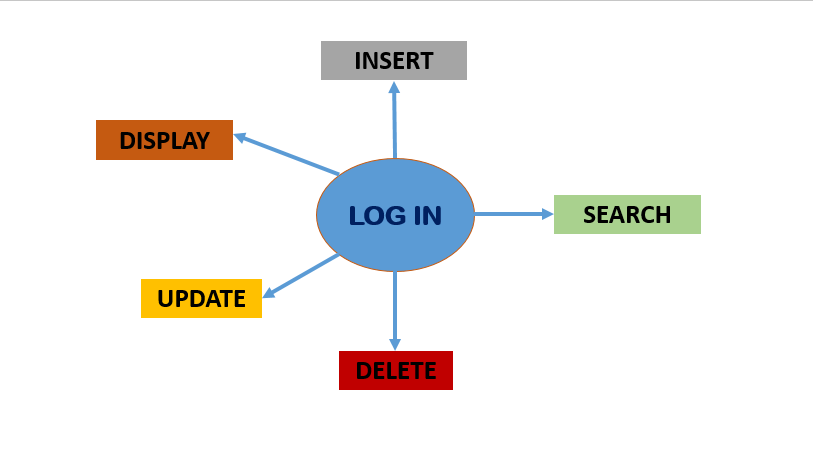 INSERT
DISPLAY
LOG IN
SEARCH
UPDATE
DELETE